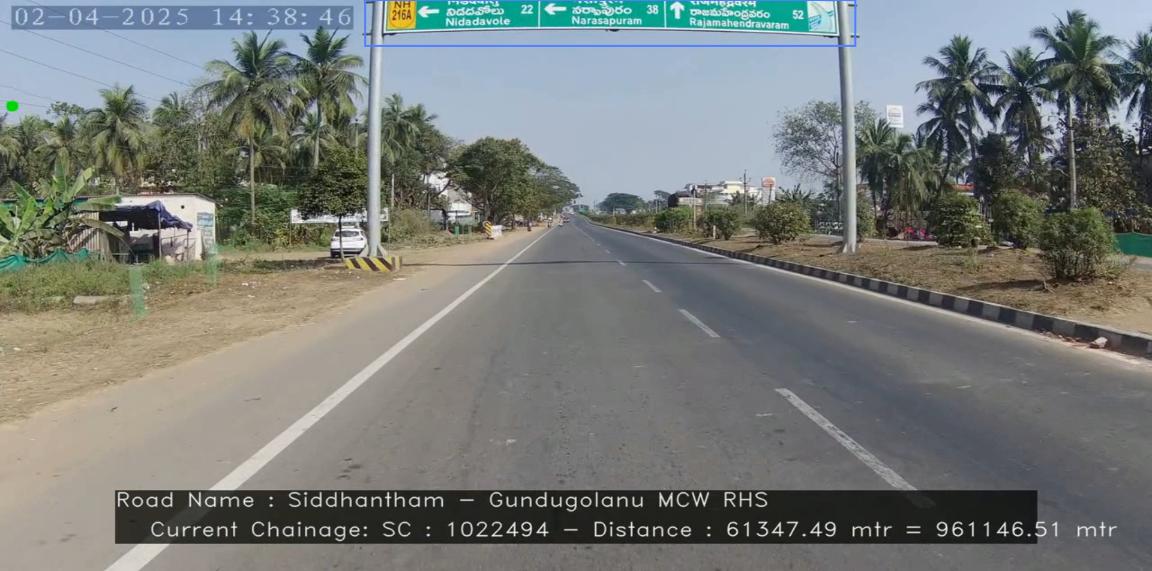 02-04-2025 14:38:46
NH
216A
నిడదవోలు 22
Nidadavole
నర్సాపురం 38
Narasapuram
రాజమహేంద్రవరం 52
Rajamahendravaram
Road Name : Siddhantham - Gundugolanu MCW RHS
Current Chainage: SC : 1022494 - Distance : 61347.49 mtr = 961146.51 mtr